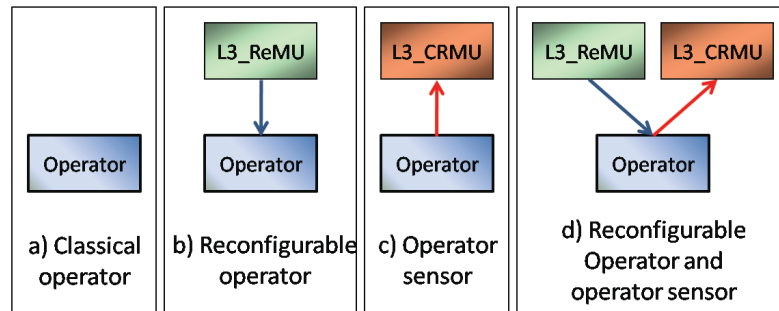 Operator
a) Classical
operator
L3_ReMU
Operator
b) Reconfigurable
operator
L3_CRMU
Operator
c) Operator
sensor
L3_ReMU
L3_CRMU
Operator
d) Reconfigurable
Operator and
operator sensor